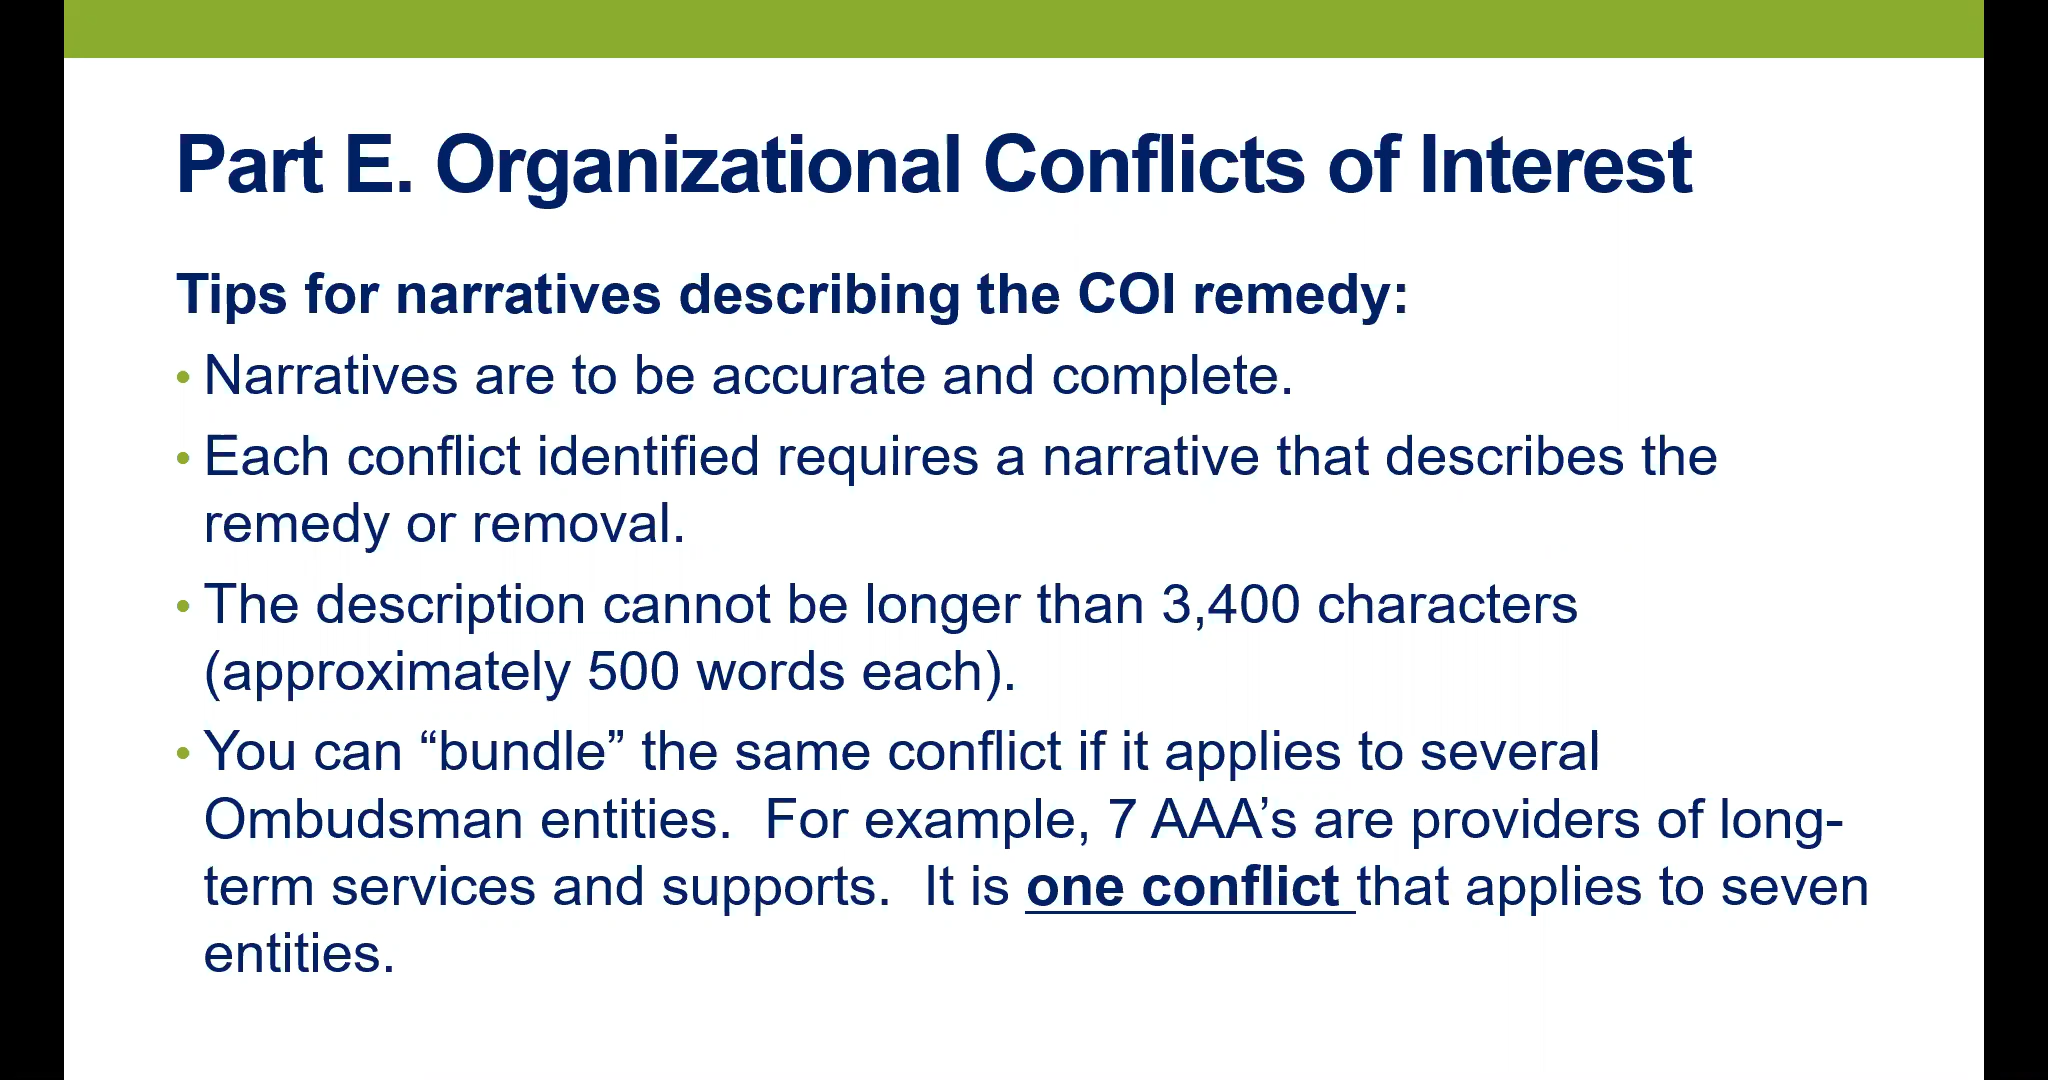 Part E. Organizational Conflicts of Interest
Tips for narratives describing the COI remedy:
• Narratives are to be accurate and complete.
• Each conflict identified requires a narrative that describes the
remedy or removal.
• The description cannot be longer than 3,400 characters
(approximately 500 words each).
• You can “bundle” the same conflict if it applies to several
Ombudsman entities.  For example, 7 AAA’s are providers of long-
term services and supports.  It is one conflict that applies to seven
entities.